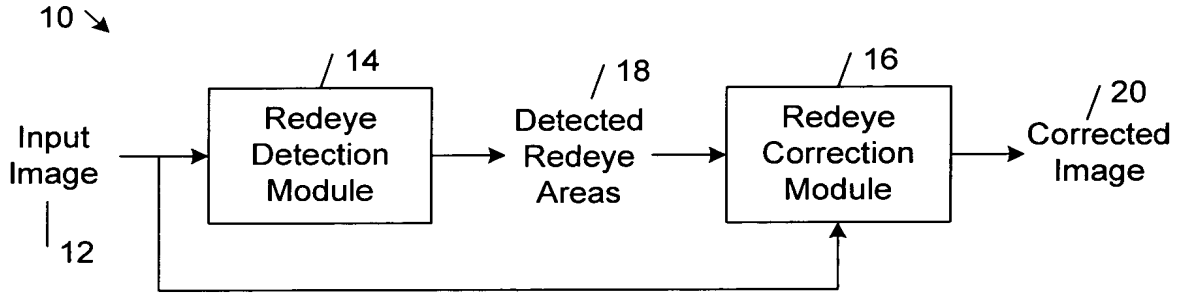 10
14
18
16
20
Input
Image
12
Redeye
Detection
Module
Detected
Redeye
Areas
Redeye
Correction
Module
Corrected
Image